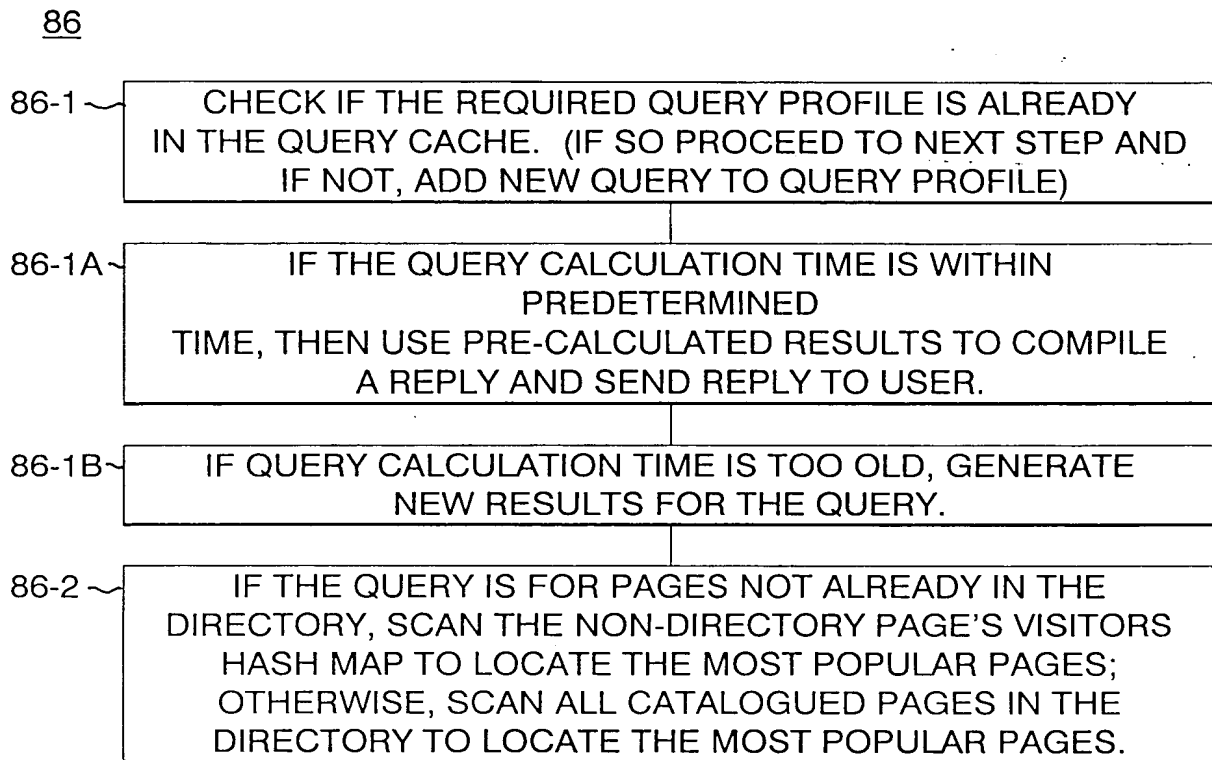 86
86-1
CHECK IF THE REQUIRED QUERY PROFILE IS ALREADY
IN THE QUERY CACHE. (IF SO PROCEED TO NEXT STEP AND
IF NOT, ADD NEW QUERY TO QUERY PROFILE)
86-1A
IF THE QUERY CALCULATION TIME IS WITHIN
PREDETERMINED
TIME, THEN USE PRE-CALCULATED RESULTS TO COMPILE
A REPLY AND SEND REPLY TO USER.
86-1B
IF QUERY CALCULATION TIME IS TOO OLD, GENERATE
NEW RESULTS FOR THE QUERY.
86-2
IF THE QUERY IS FOR PAGES NOT ALREADY IN THE
DIRECTORY, SCAN THE NON-DIRECTORY PAGE'S VISITORS
HASH MAP TO LOCATE THE MOST POPULAR PAGES;
OTHERWISE, SCAN ALL CATALOGUED PAGES IN THE
DIRECTORY TO LOCATE THE MOST POPULAR PAGES.